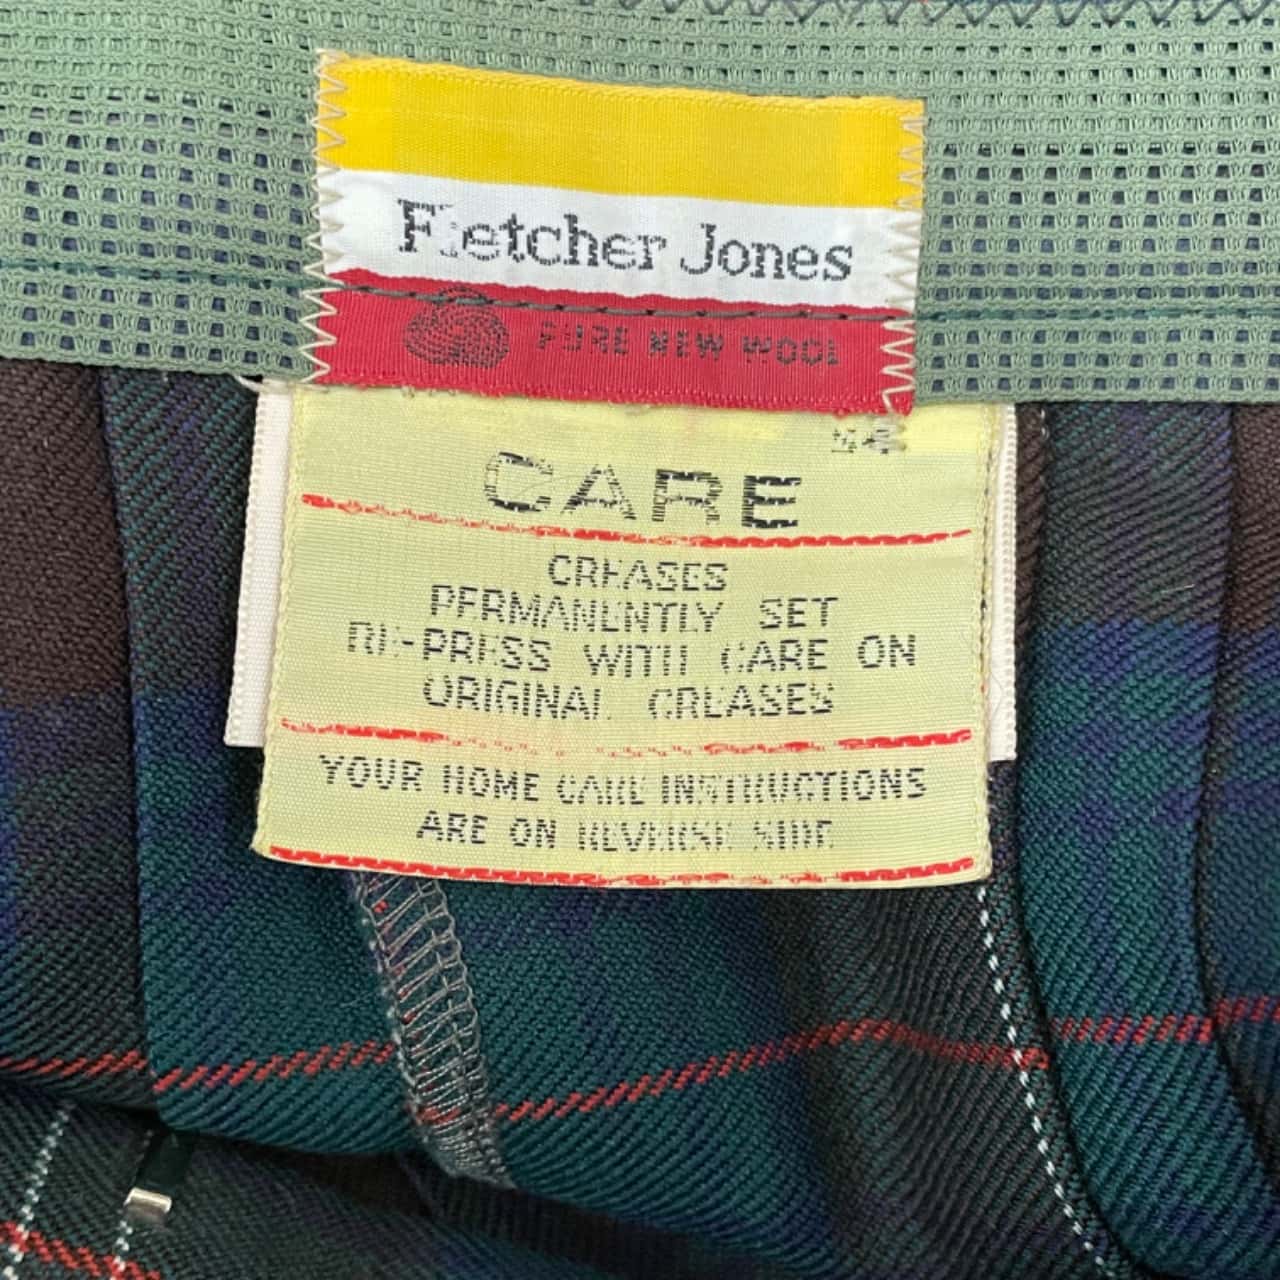 Fletcher Jones
PURE NEW WOOL
CARE
CREASES
PERMANENTLY SET
RE-PRESS WITH CARE ON
ORIGINAL CREASES
YOUR HOME CARE INSTRUCTIONS
ARE ON REVERSE SIDE